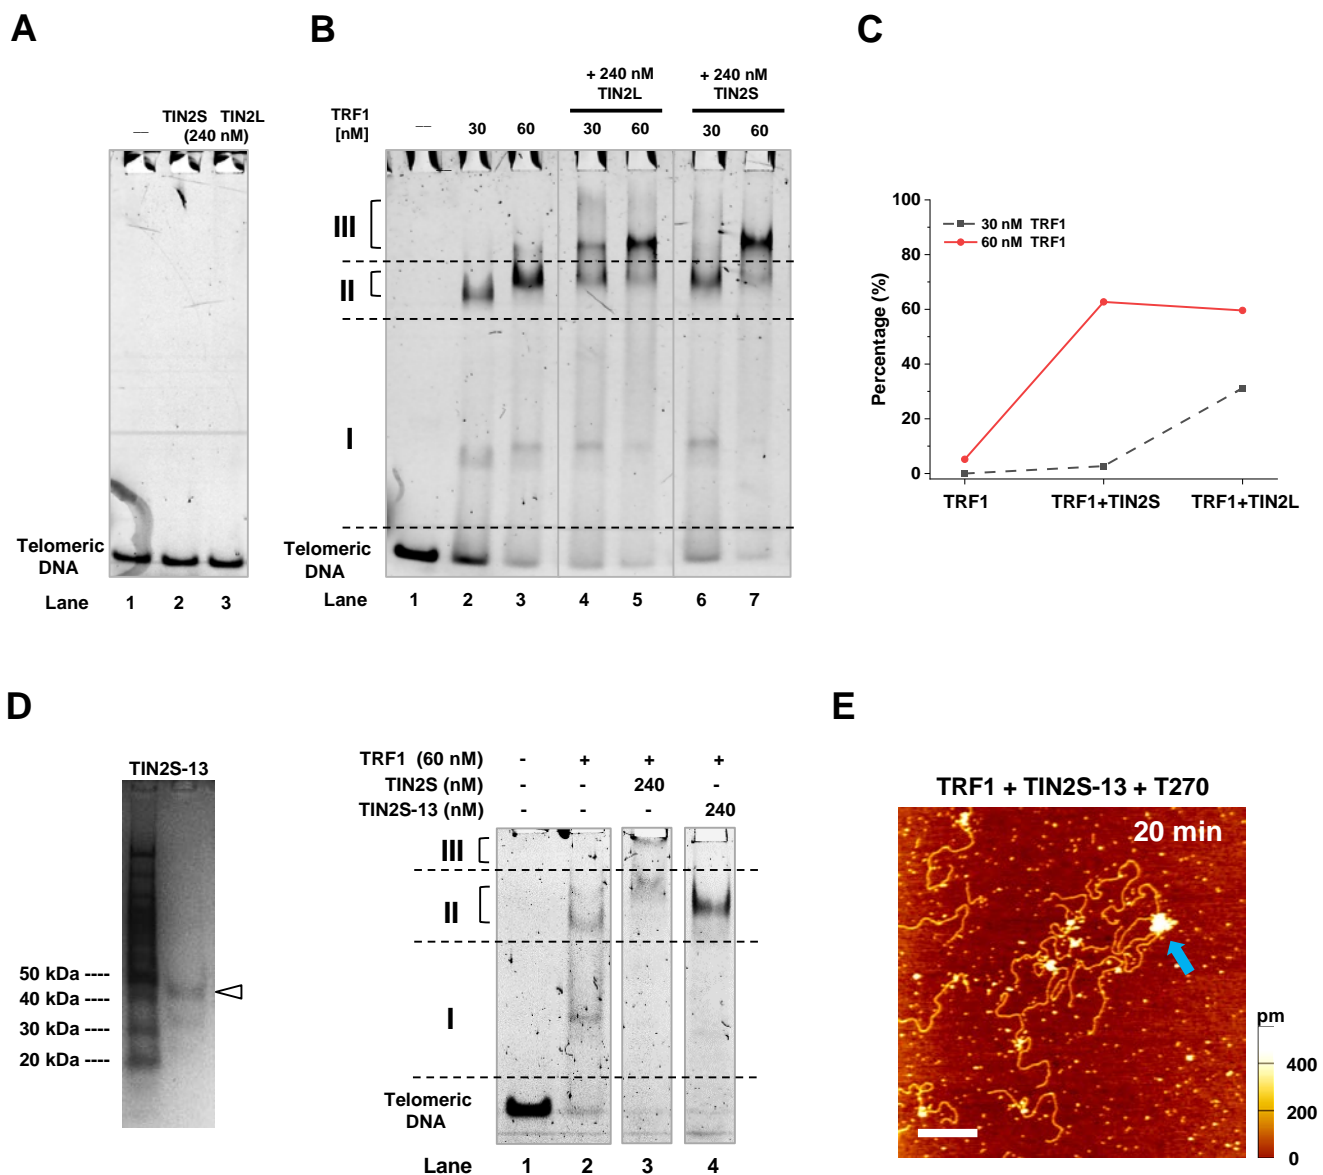 A
TIN2S TIN2L
— (240 nM)
1 2 3
Telomeric
DNA
Lane
B
+ 240 nM
TIN2L
+ 240 nM
TIN2S
TRF1
[nM]
— 30 60 30 60 30 60
III
II
I
Telomeric
DNA
Lane 1 2 3 4 5 6 7
C
100
80
60
40
20
0
Percentage (%)
30 nM TRF1
60 nM TRF1
TRF1 TRF1+TIN2S TRF1+TIN2L
D
TIN2S-13
50 kDa ----
40 kDa ----
30 kDa ----
20 kDa ----
TRF1 (60 nM) - + + +
TIN2S (nM) - - 240 -
TIN2S-13 (nM) - - - 240
III
II
I
Telomeric
DNA
Lane 1 2 3 4
E
TRF1 + TIN2S-13 + T270
20 min
pm
400
200
0